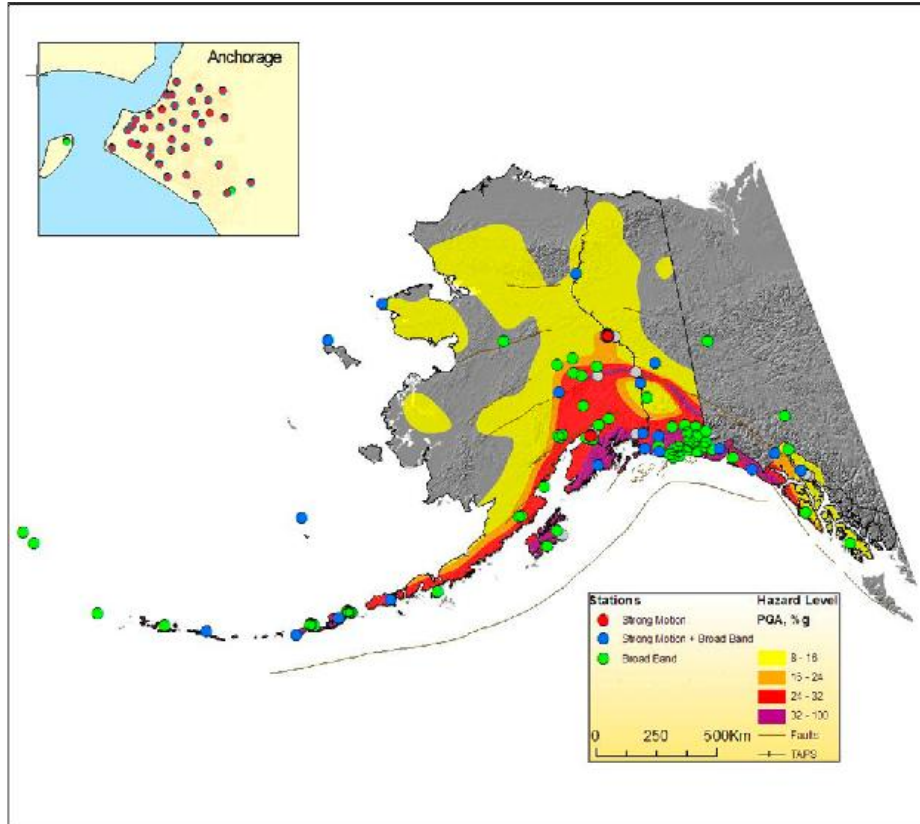 Anchorage
Stations
Strong Motion
Strong Motion + Broad Band
Broad Band
0 250 500Km
Hazard Level
PGA, %g
8 - 16
16 - 24
24 - 32
32 - 100
Faults
TAPS